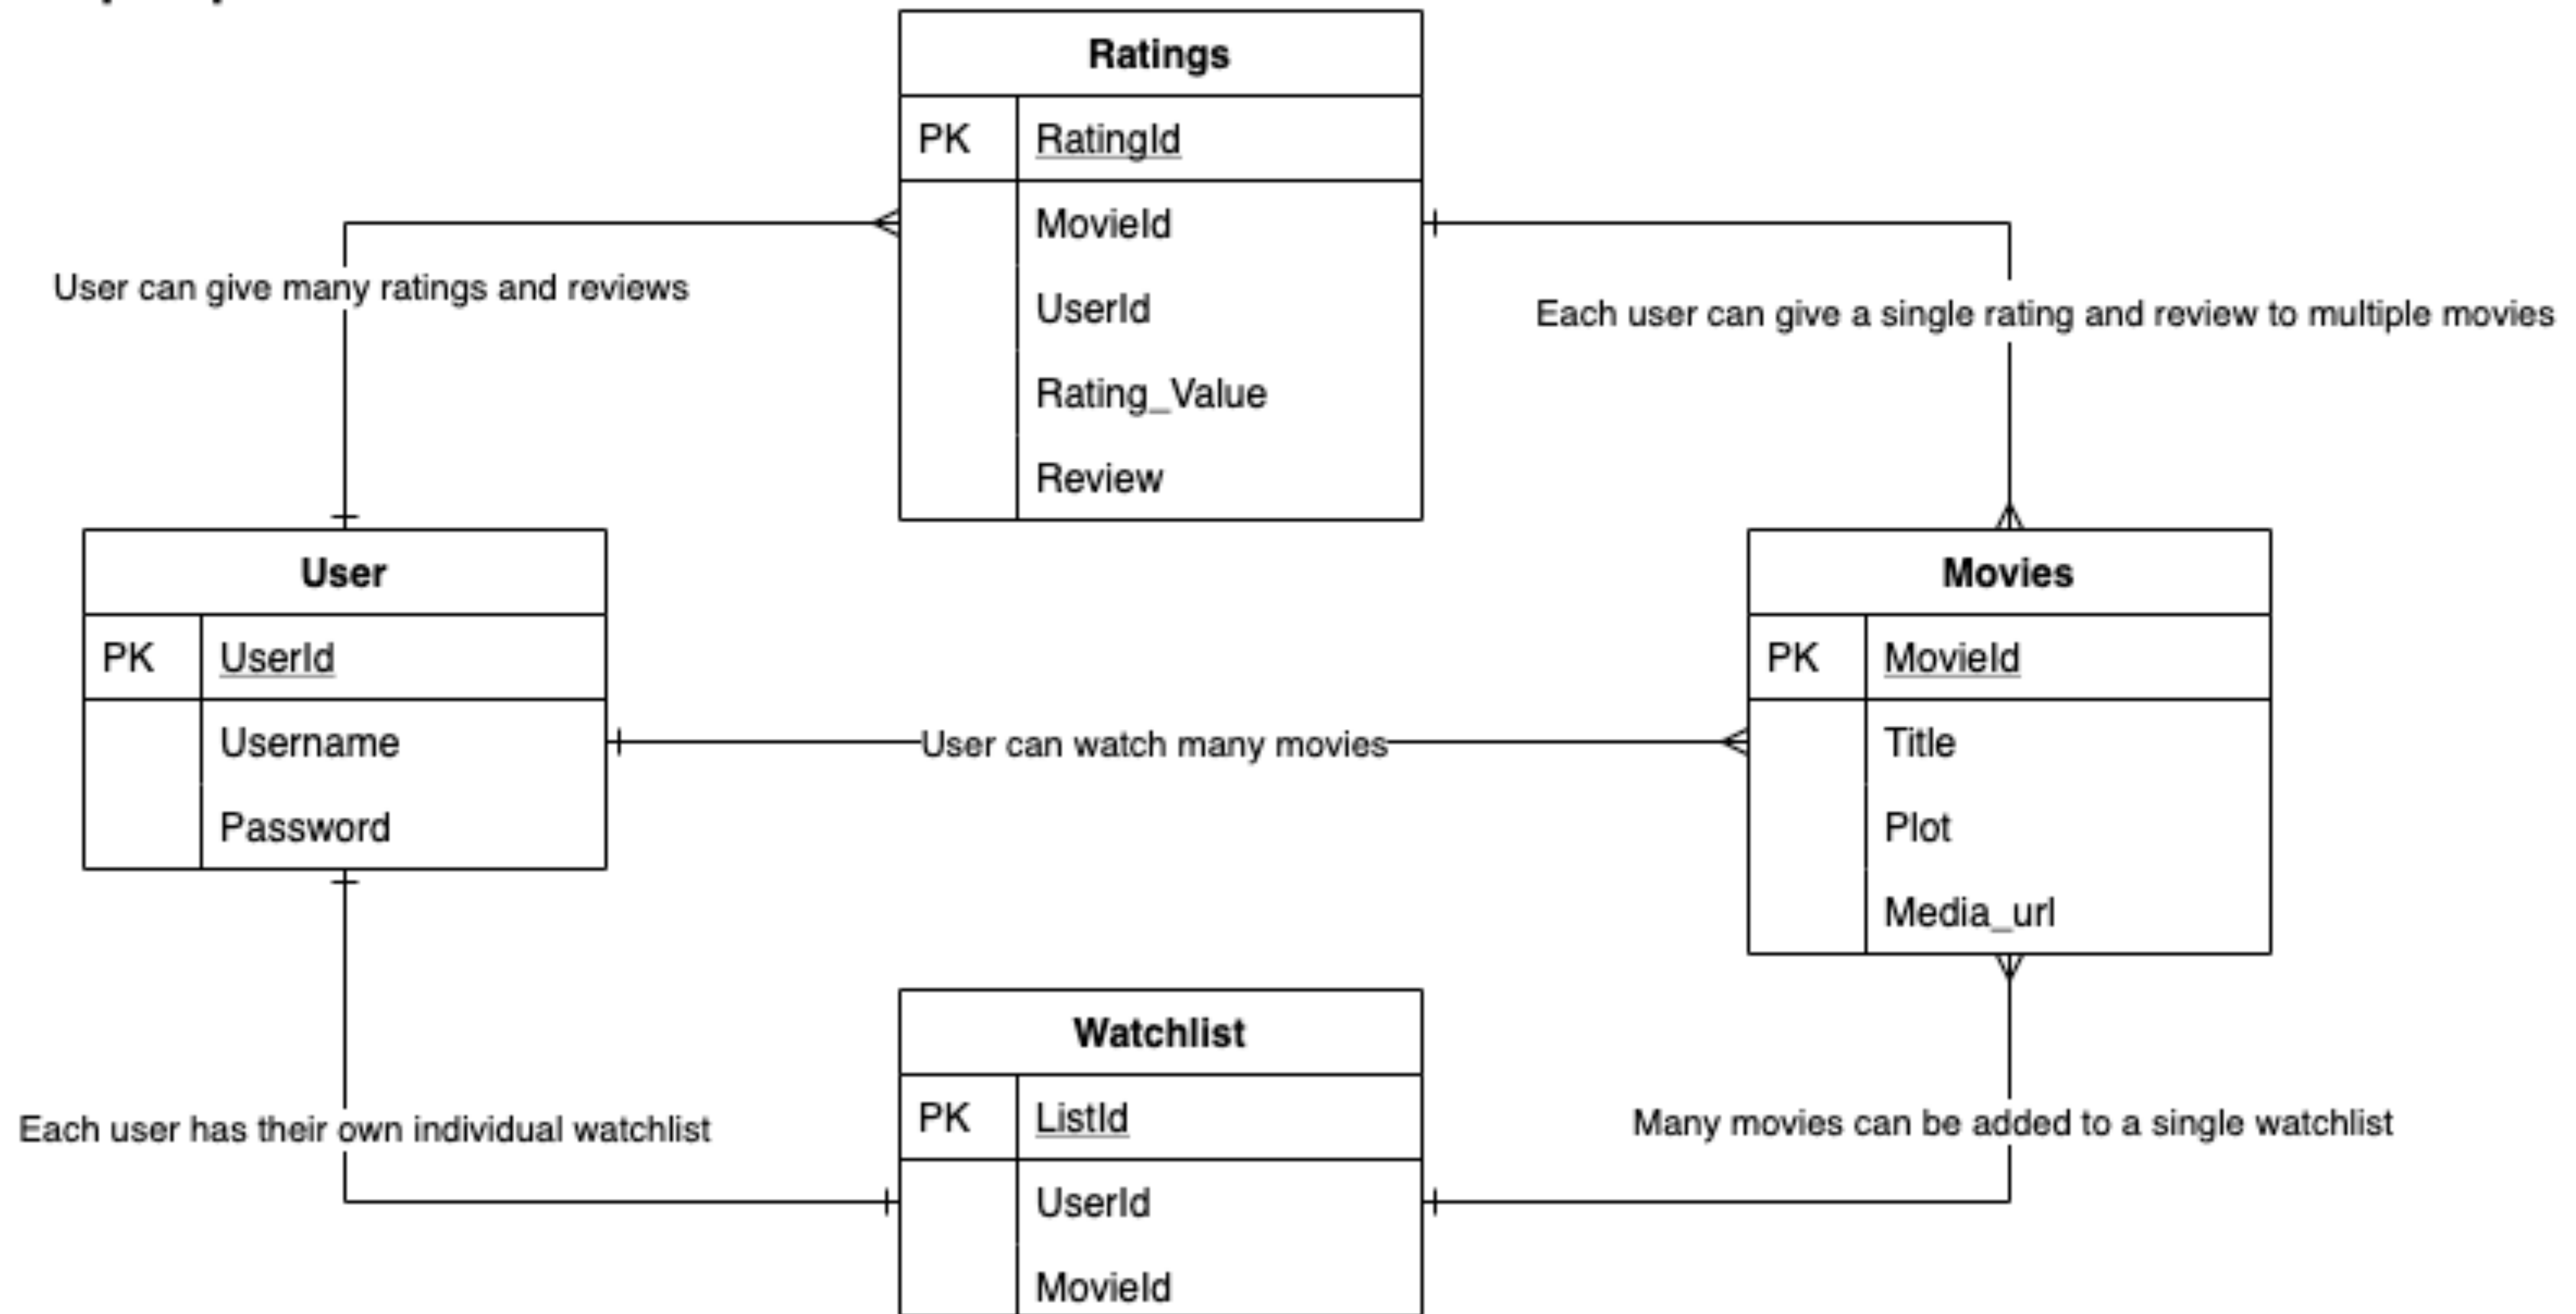 Ratings
PK RatingId
MovieId
UserId
Rating_Value
Review
User can give many ratings and reviews
Each user can give a single rating and review to multiple movies
User
PK UserId
Username
Password
User can watch many movies
Movies
PK MovieId
Title
Plot
Media_url
Watchlist
PK ListId
UserId
MovieId
Each user has their own individual watchlist
Many movies can be added to a single watchlist